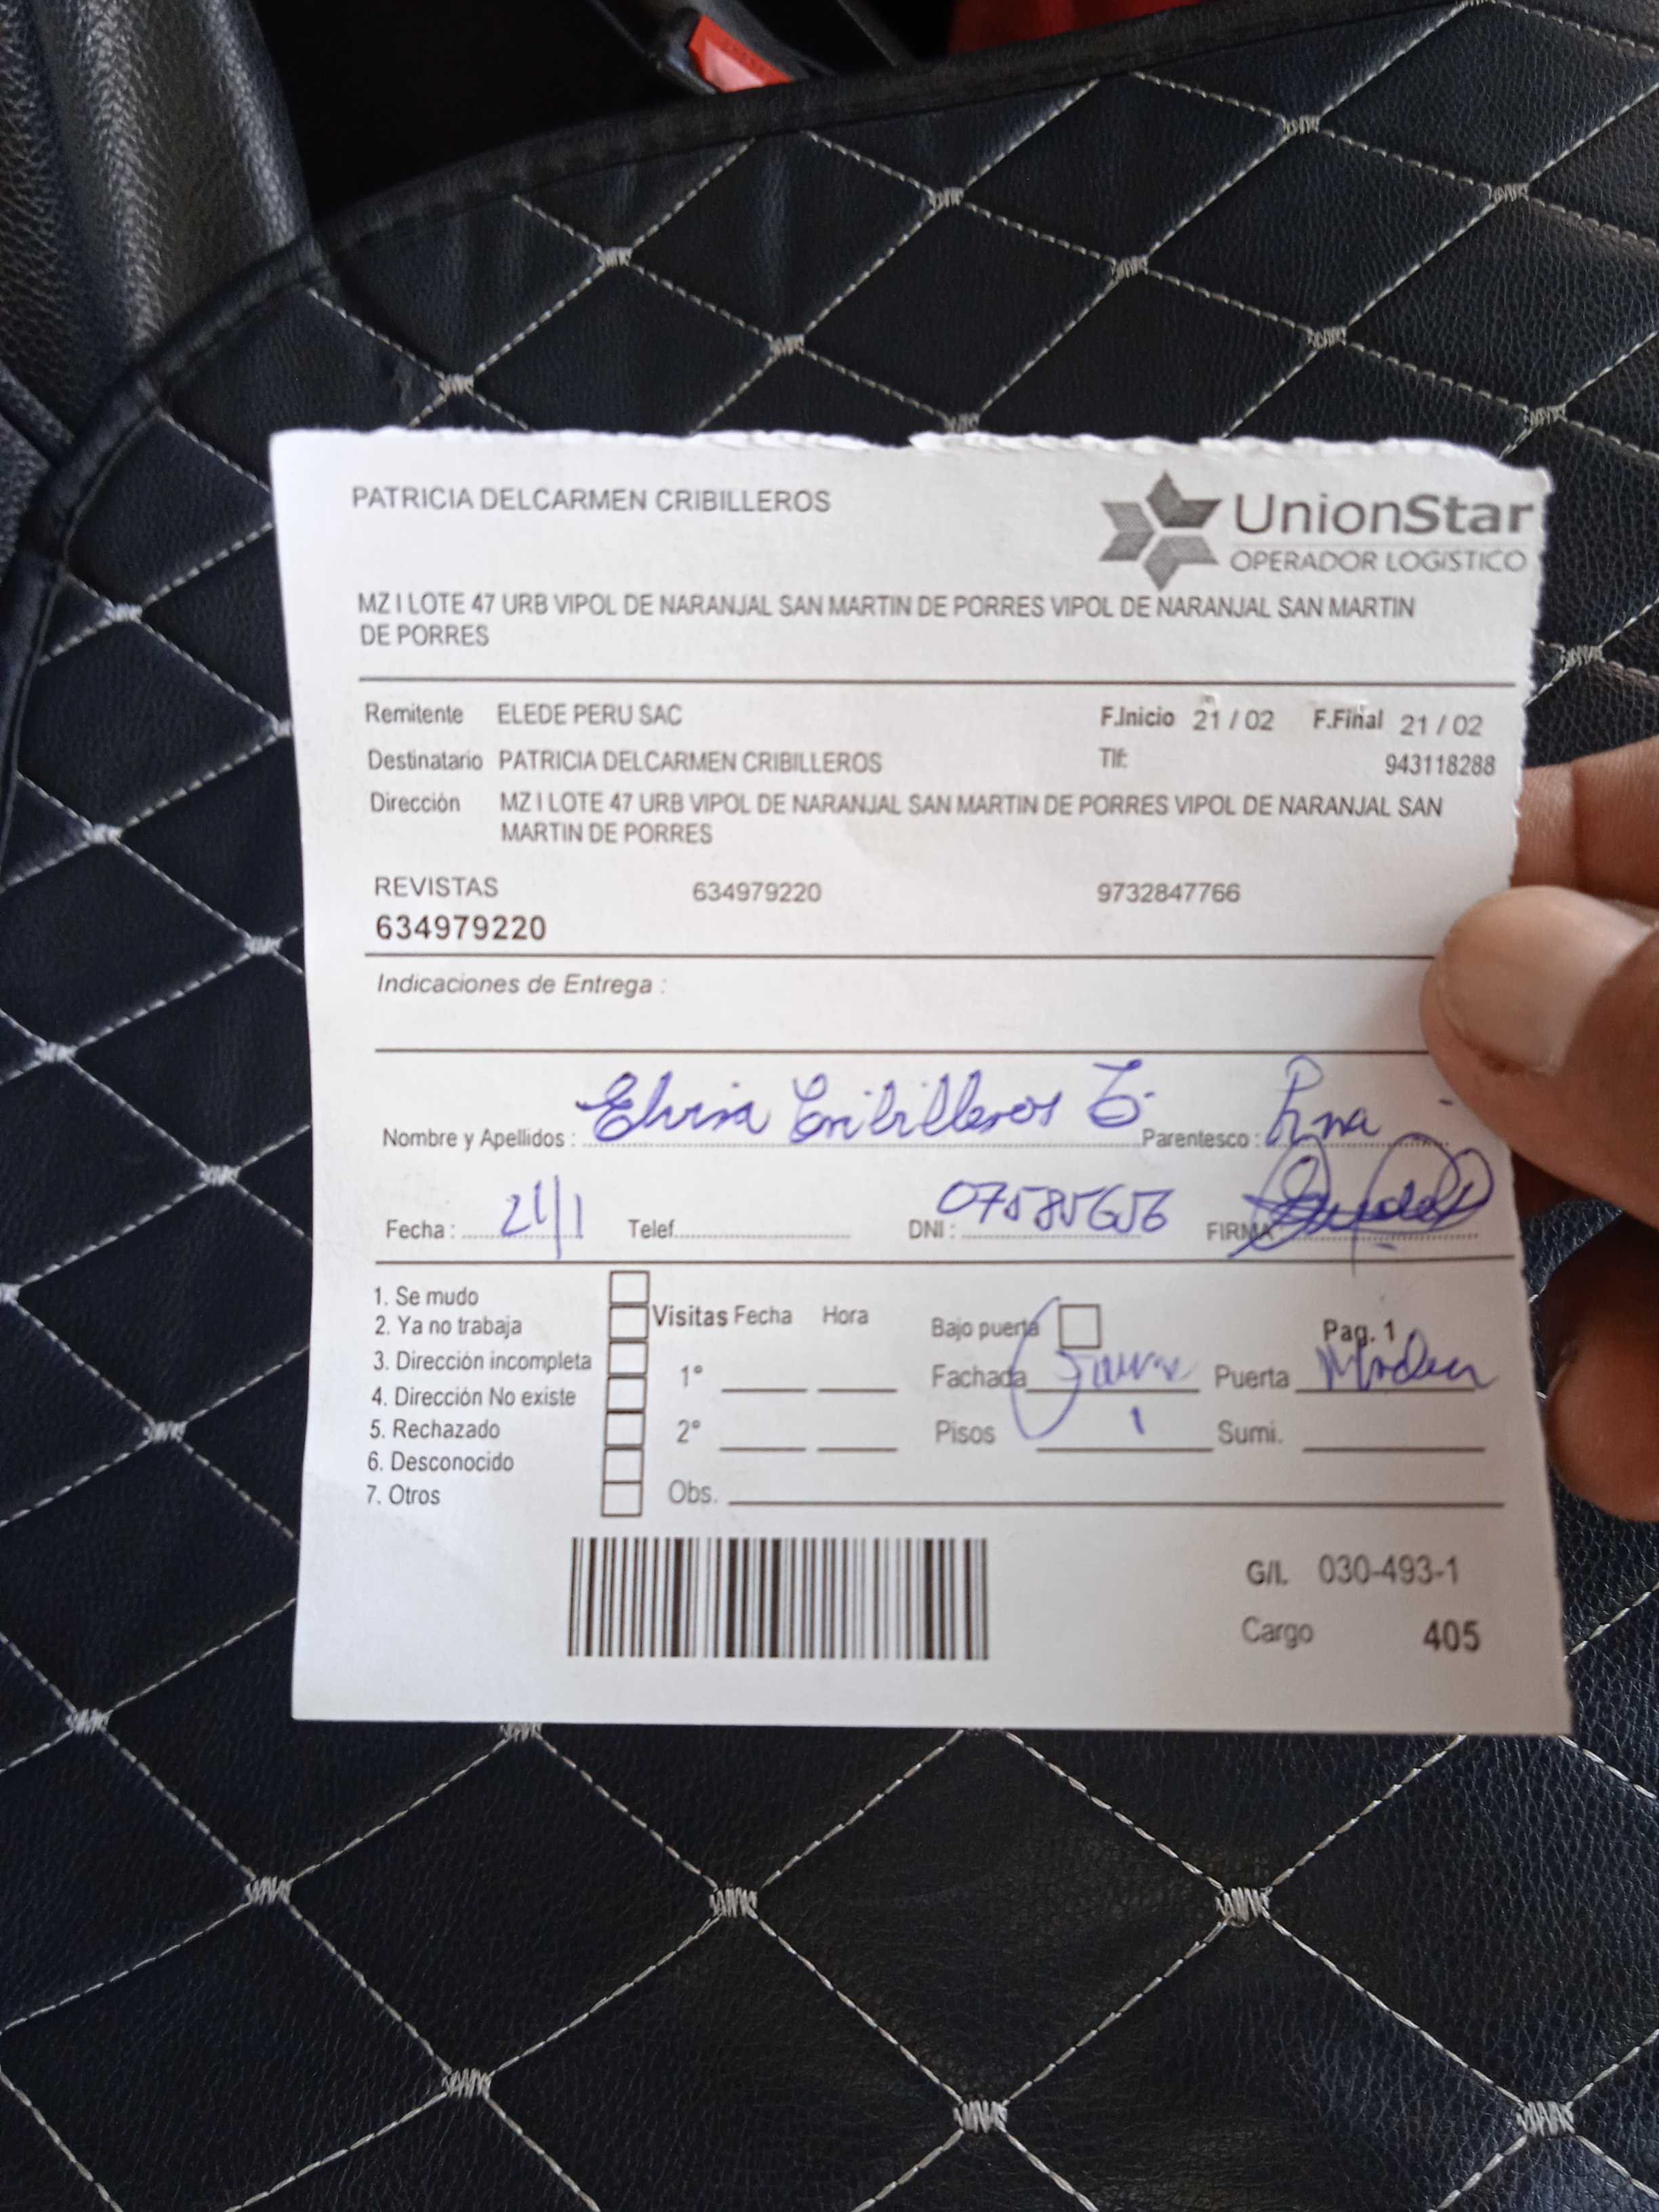 PATRICIA DELCARMEN CRIBILLEROS
UnionStar
OPERADOR LOGÍSTICO
MZ I LOTE 47 URB VIPOL DE NARANJAL SAN MARTIN DE PORRES VIPOL DE NARANJAL SAN MARTIN
DE PORRES
Remitente ELEDE PERU SAC F.Inicio 21 / 02 F.Final 21 / 02
Destinatario PATRICIA DELCARMEN CRIBILLEROS Tlf: 943118288
Dirección MZ I LOTE 47 URB VIPOL DE NARANJAL SAN MARTIN DE PORRES VIPOL DE NARANJAL SAN
MARTIN DE PORRES
REVISTAS 634979220 9732847766
634979220
Indicaciones de Entrega :
Nombre y Apellidos : Elvira Cribilleros Parentesco :
Fecha : Telef. DNI : 07585656 FIRMA
1. Se mudo
2. Ya no trabaja
3. Dirección incompleta
4. Dirección No existe
5. Rechazado
6. Desconocido
7. Otros
Visitas Fecha Hora
1°
2°
Obs.
Bajo puerta Pag. 1
Fachada Puerta
Pisos 1 Sumi.
G/I. 030-493-1
Cargo 405